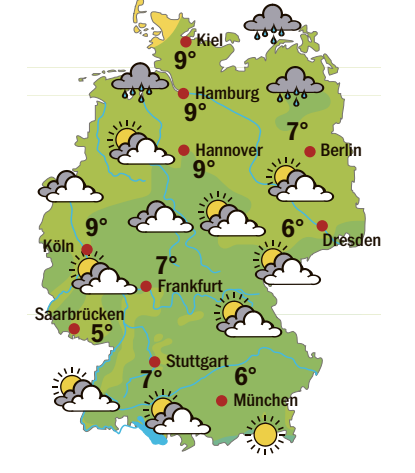 Kiel
9°
Hamburg
9°
7°
Hannover
Berlin
9°
9°
6°
Köln
Dresden
7°
Frankfurt
Saarbrücken
5°
Stuttgart
7°
6°
München